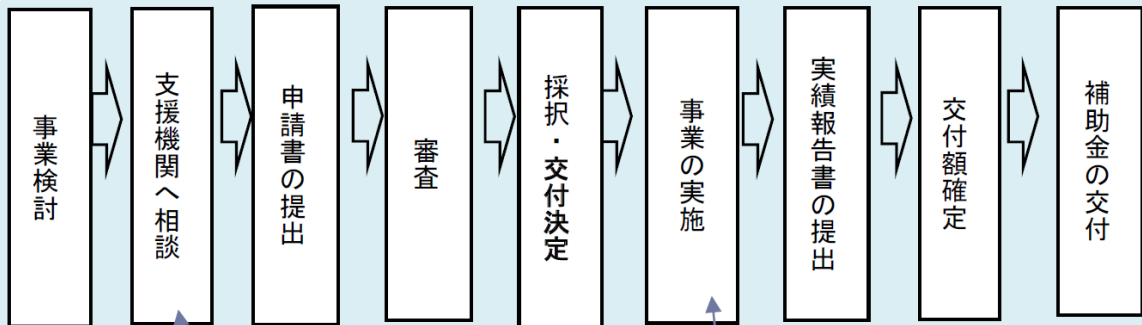 事業検討
支援機関へ相談
申請書の提出
審査
採択・交付決定
事業の実施
実績報告書の提出
交付額確定
補助金の交付